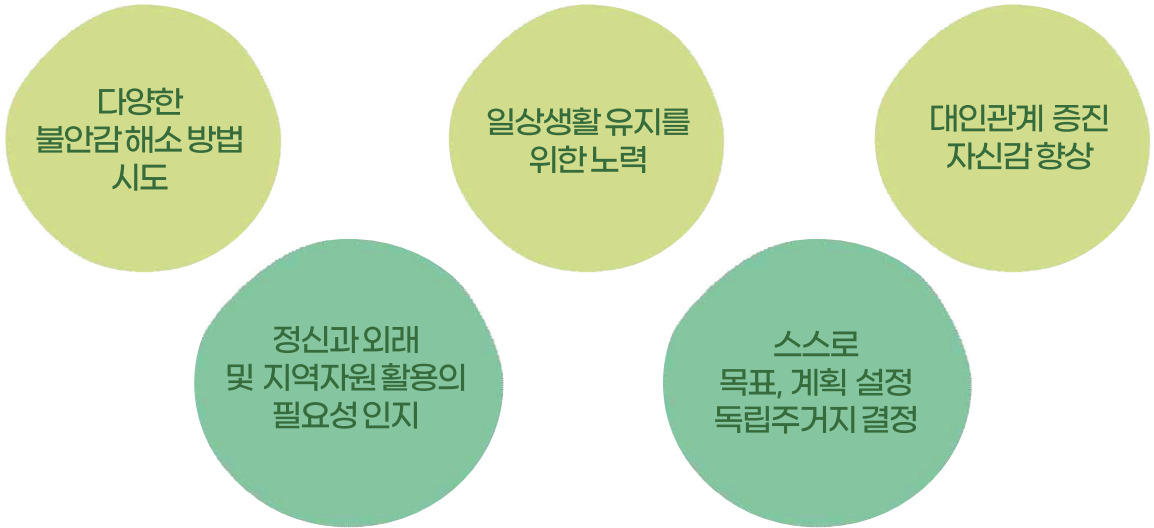 다양한
불안감 해소 방법
시도
일상생활 유지를
위한 노력
대인관계 증진
자신감 향상
정신과 외래
및 지역자원 활용의
필요성 인지
스스로
목표, 계획 설정
독립주거지 결정